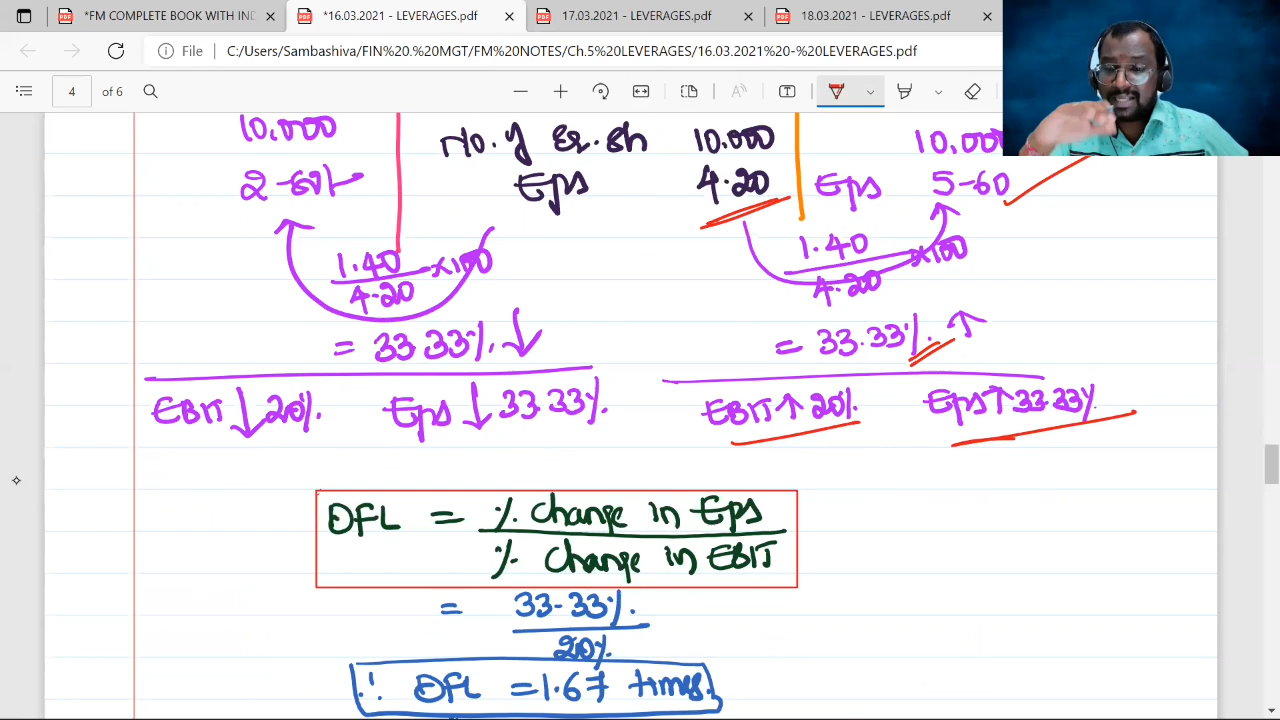 *FM COMPLETE BOOK WITH IND
*16.03.2021 - LEVERAGES.pdf
17.03.2021 - LEVERAGES.pdf
18.03.2021 - LEVERAGES.pdf
File C:/Users/Sambashiva/FIN%20.%20MGT/FM%20NOTES/Ch.5%20LEVERAGES/16.03.2021%20-%20LEVERAGES.pdf
4 of 6
10.000 No. of Eq. sh 10.000 10.000
Eps 4.20 Eps 5-60
1.40 1.40
×100 ×100
4.20 4.20
= 33.33%. ↓ = 33.33%. ↑
EBIT ↓ 20%. Eps ↓ 33.33%. EBIT ↑ 20%. Eps ↑ 33.33%.
DFL = % change in Eps
% change in EBIT
= 33.33%.
20%.
∴ DFL = 1.67 times.